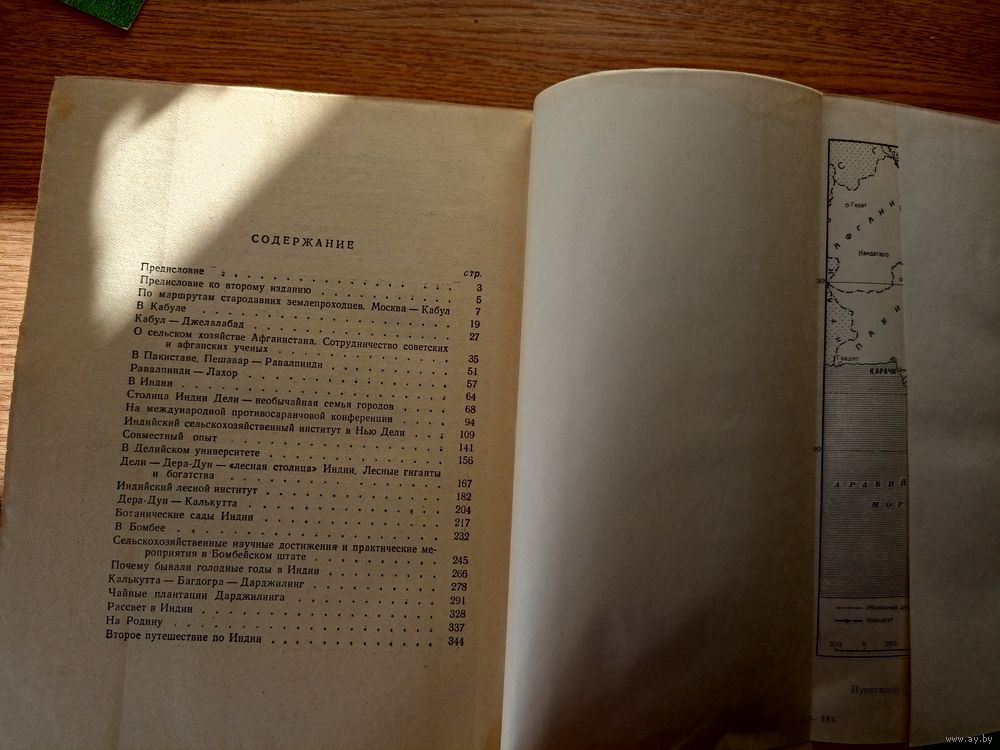 СОДЕРЖАНИЕ
стр.
Предисловие . . . . . . . . . . . . 3
Предисловие ко второму изданию . . . . . . 5
По маршрутам стародавних землепроходцев. Москва — Кабул 7
В Кабуле . . . . . . . . . . . . 19
Кабул — Джелалабад . . . . . . . . . . 27
О сельском хозяйстве Афганистана. Сотрудничество советских
и афганских ученых . . . . . . . . . 35
В Пакистане. Пешавар — Равалпинди . . . . . 51
Равалпинди — Лахор . . . . . . . . . . 57
В Индии . . . . . . . . . . . . 64
Столица Индии Дели — необычайная семья городов . . . 68
На международной противосаранчовой конференции . . . 94
Индийский сельскохозяйственный институт в Нью Дели . . . 109
Совместный опыт . . . . . . . . . . 141
В Делийском университете . . . . . . . . 156
Дели — Дера-Дун — «лесная столица» Индии. Лесные гиганты
и богатства . . . . . . . . . . 167
Индийский лесной институт . . . . . . . . 182
Дера-Дун — Калькутта . . . . . . . . . 204
Ботанические сады Индии . . . . . . . . 217
В Бомбее . . . . . . . . . . . . 232
Сельскохозяйственные научные достижения и практические ме-
роприятия в Бомбейском штате . . . . . . 245
Почему бывали голодные годы в Индии . . . . . 266
Калькутта — Багдогра — Дарджилинг . . . . . 278
Чайные плантации Дарджилинга . . . . . . . 291
Рассвет в Индии . . . . . . . . . . 328
На Родину . . . . . . . . . . . . 337
Второе путешествие по Индии . . . . . . . 344
С С
о Герат
АФГАНИ
Кандагар
30
ПАКИ
Гвадер
КАРАЧИ
20
АРАВИЙ
МОР
Маршрут
200 0 200
www.ay.by